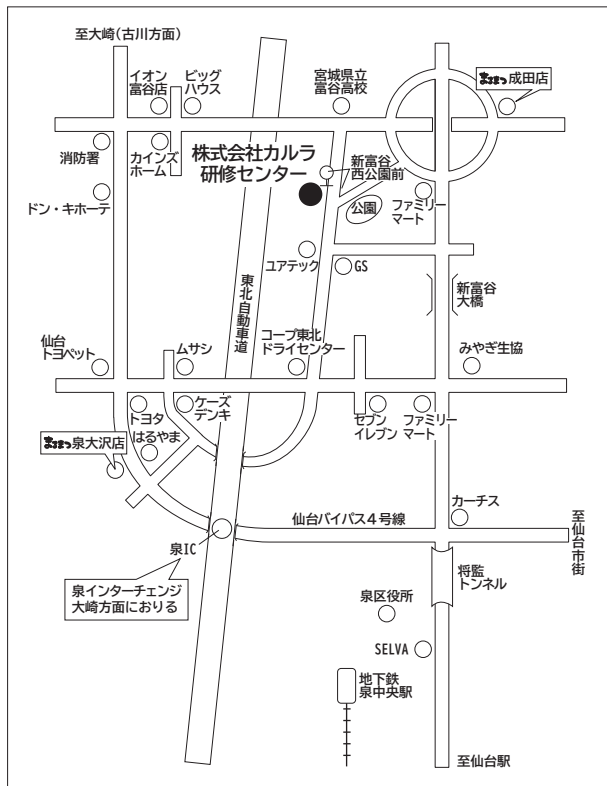 至大崎(古川方面)
イオン
富谷店
ビッグ
ハウス
宮城県立
富谷高校
まるまつ 成田店
消防署
カインズ
ホーム
株式会社カルラ
研修センター
新富谷
西公園前
ドン・キホーテ
公園
ファミリー
マート
ユアテック
GS
東北自動車道
新富谷
大橋
仙台
トヨペット
ムサシ
コープ東北
ドライセンター
みやぎ生協
トヨタ
はるやま
ケーズ
デンキ
セブン
イレブン
ファミリー
マート
まるまつ 泉大沢店
カーチス
仙台バイパス4号線
至仙台市街
泉IC
将監
トンネル
泉インターチェンジ
大崎方面におりる
泉区役所
SELVA
地下鉄
泉中央駅
至仙台駅